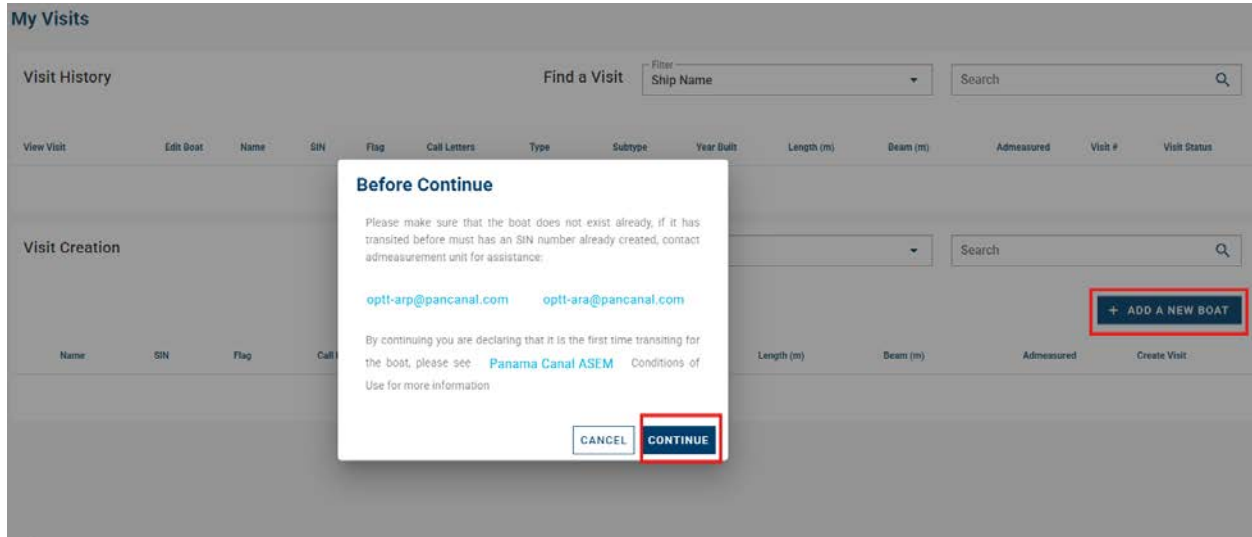 My Visits
Visit History
Find a Visit
Filter
Ship Name
Search
View Visit Edit Boat Name SIN Flag Call Letters Type Subtype Year Built Length (m) Beam (m) Admeasured Visit # Visit Status
Before Continue
Please make sure that the boat does not exist already, if it has
transited before must has an SIN number already created, contact
admeasurement unit for assistance:
optt-arp@pancanal.com optt-ara@pancanal.com
By continuing you are declaring that it is the first time transiting for
the boat, please see Panama Canal ASEM Conditions of
Use for more information
CANCEL CONTINUE
Visit Creation
Search
+ ADD A NEW BOAT
Name SIN Flag Call Length (m) Beam (m) Admeasured Create Visit